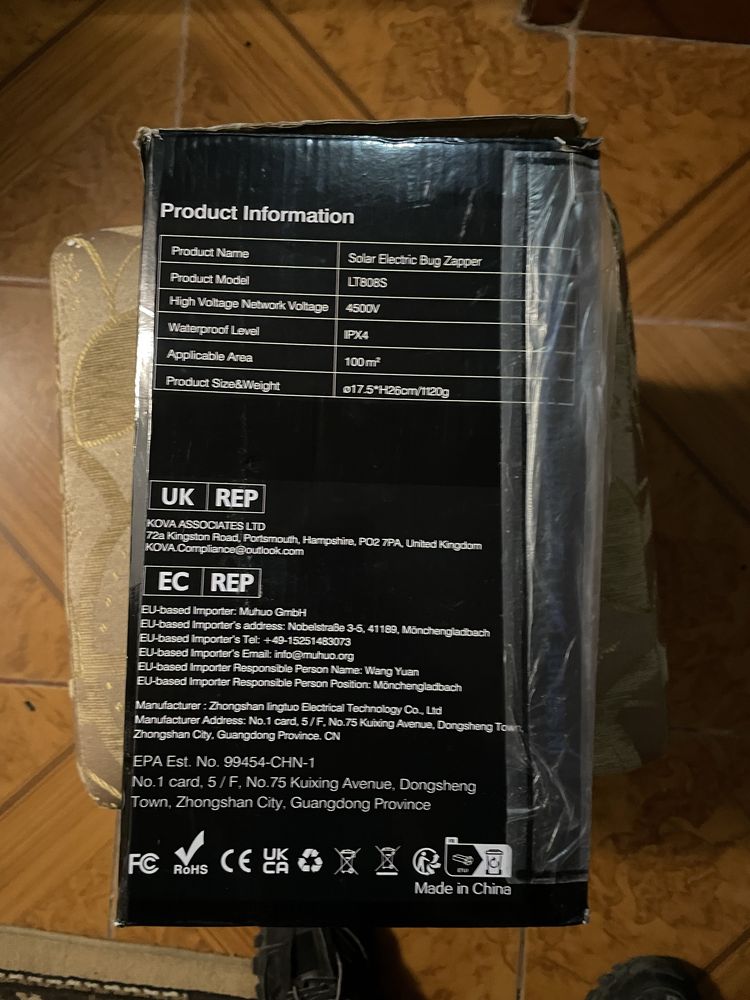 Product Information
Product Name Solar Electric Bug Zapper
Product Model LT808S
High Voltage Network Voltage 4500V
Waterproof Level IPX4
Applicable Area 100㎡
Product Size&Weight ø17.5*H26cm/1120g
UK REP
KOVA ASSOCIATES LTD
72a Kingston Road, Portsmouth, Hampshire, PO2 7PA, United Kingdom
KOVA.Compliance@outlook.com
EC REP
EU-based Importer: Muhuo GmbH
EU-based Importer's address: Nobelstraße 3-5, 41189, Mönchengladbach
EU-based Importer's Tel: +49-15251483073
EU-based Importer's Email: info@muhuo.org
EU-based Importer Responsible Person Name: Wang Yuan
EU-based Importer Responsible Person Position: Mönchengladbach
Manufacturer : Zhongshan lingtuo Electrical Technology Co., Ltd
Manufacturer Address: No.1 card, 5 / F, No.75 Kuixing Avenue, Dongsheng Town,
Zhongshan City, Guangdong Province. CN
EPA Est. No. 99454-CHN-1
No.1 card, 5 / F, No.75 Kuixing Avenue, Dongsheng
Town, Zhongshan City, Guangdong Province
FC RoHS CE UK CA FR
Made in China